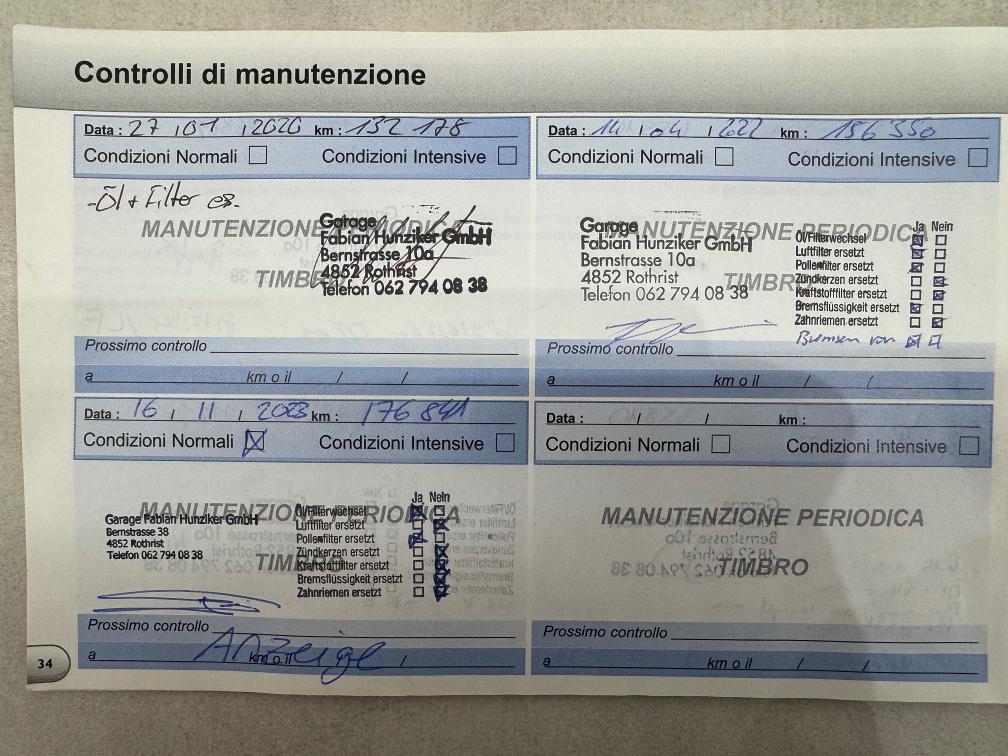 Controlli di manutenzione
Data : 27 / 01 / 2020 km : 132 178
Condizioni Normali Condizioni Intensive
-Öl + Filter es.
MANUTENZIONE PERIODICA
TIMBRO
Garage
Fabian Hunziker GmbH
Bernstrasse 10a
4852 Rothrist
Telefon 062 794 08 38
Prossimo controllo
a km o il / /
Data : 14 / 04 / 2022 km : 156 350
Condizioni Normali Condizioni Intensive
MANUTENZIONE PERIODICA
TIMBRO
Garage
Fabian Hunziker GmbH
Bernstrasse 10a
4852 Rothrist
Telefon 062 794 08 38
Ja Nein
Öl/Filterwechsel
Luftfilter ersetzt
Pollenfilter ersetzt
Zündkerzen ersetzt
Kraftstofffilter ersetzt
Bremsflüssigkeit ersetzt
Zahnriemen ersetzt
Bremsen von
Prossimo controllo
a km o il / /
Data : 16 / 11 / 2023 km : 176 841
Condizioni Normali Condizioni Intensive
MANUTENZIONE PERIODICA
TIMBRO
Garage Fabian Hunziker GmbH
Bernstrasse 38
4852 Rothrist
Telefon 062 794 08 38
Ja Nein
Öl/Filterwechsel
Luftfilter ersetzt
Pollenfilter ersetzt
Zündkerzen ersetzt
Kraftstofffilter ersetzt
Bremsflüssigkeit ersetzt
Zahnriemen ersetzt
Prossimo controllo
Anzeige
a km o il /
Data : / / km :
Condizioni Normali Condizioni Intensive
MANUTENZIONE PERIODICA
TIMBRO
Prossimo controllo
a km o il / /
34